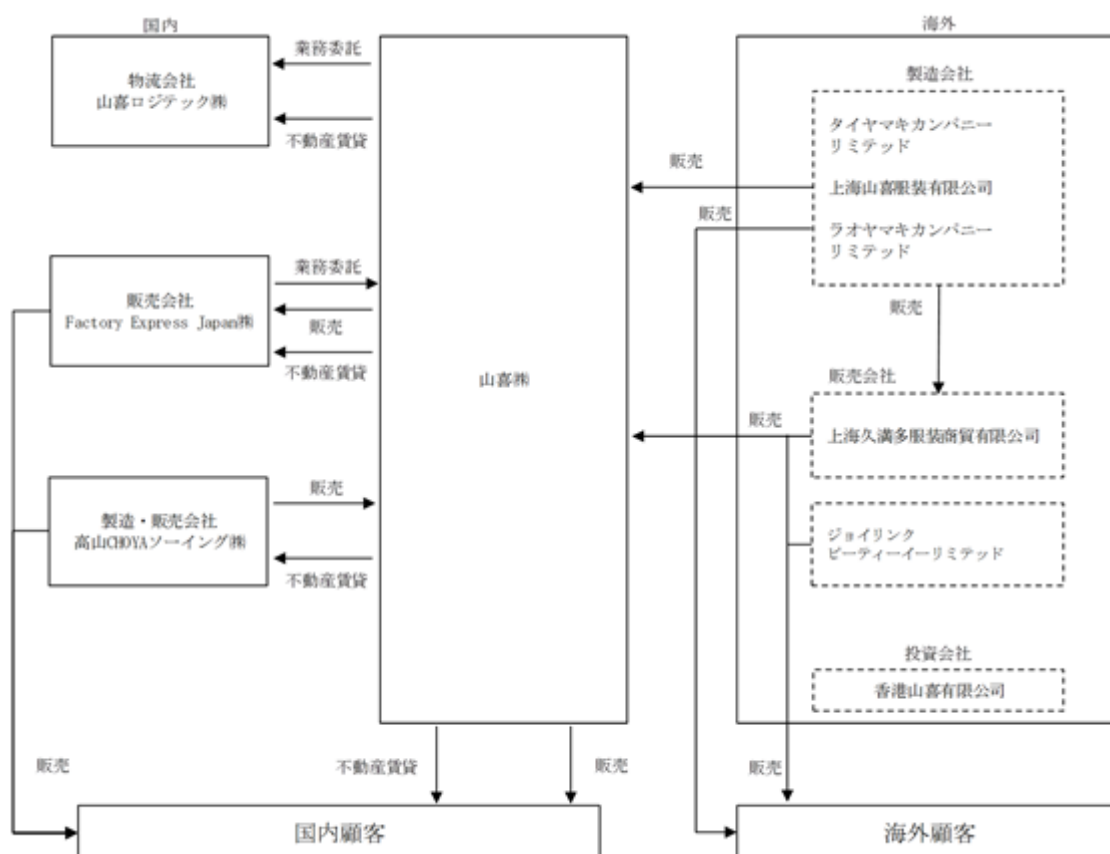 国内
物流会社
山喜ロジテック㈱
業務委託
不動産賃貸
販売会社
Factory Express Japan㈱
業務委託
販売
不動産賃貸
製造・販売会社
高山CHOYAソーイング㈱
販売
不動産賃貸
山喜㈱
海外
製造会社
タイヤマキカンパニー
リミテッド
上海山喜服装有限公司
ラオヤマキカンパニー
リミテッド
販売
販売
販売
販売会社
上海久満多服装商貿有限公司
販売
ジョイリンク
ピーティーイーリミテッド
投資会社
香港山喜有限公司
販売
不動産賃貸
販売
販売
国内顧客
海外顧客